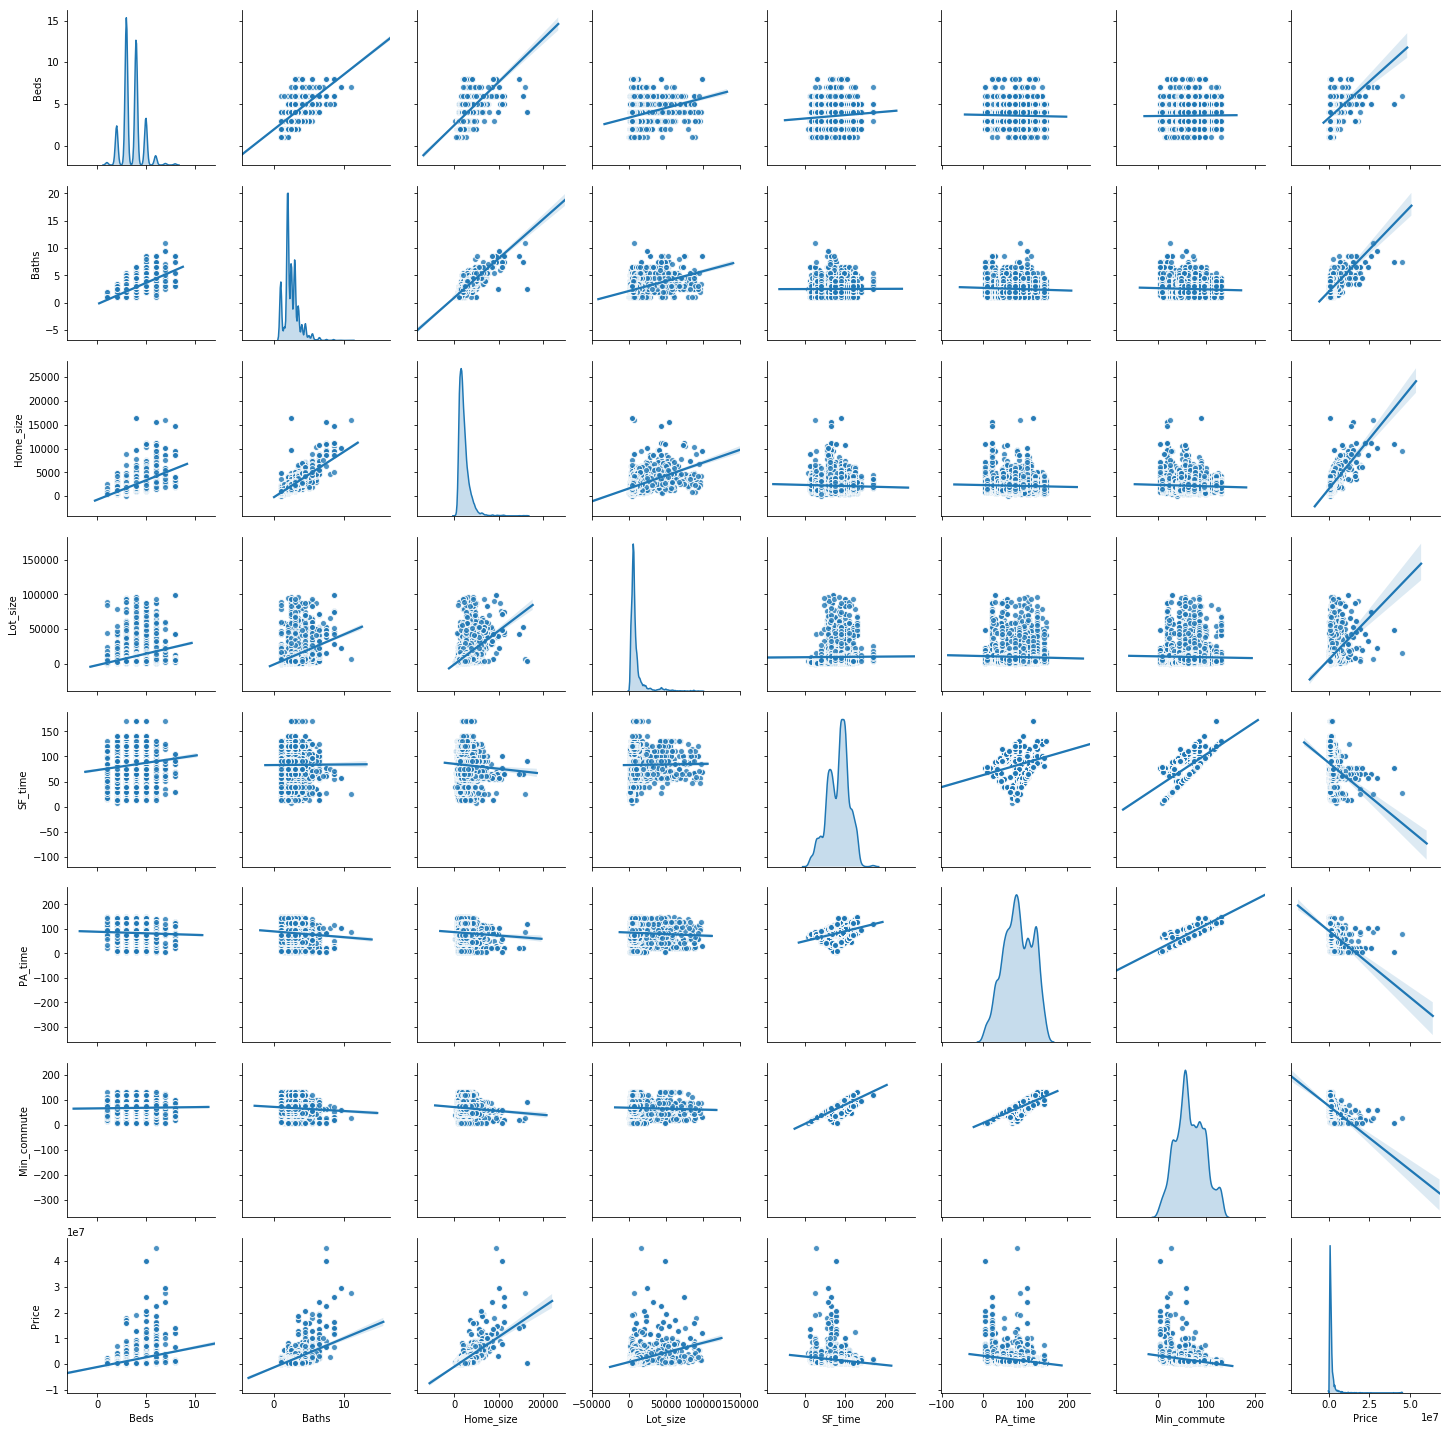 15
10
5
0
Beds
20
15
10
5
0
−5
Baths
25000
20000
15000
10000
5000
0
Home_size
150000
100000
50000
0
Lot_size
150
100
50
0
−50
−100
SF_time
200
100
0
−100
−200
−300
PA_time
200
100
0
−100
−200
−300
Min_commute
1e7
4
3
2
1
0
−1
Price
0 5 10
Beds
0 10
Baths
0 10000 20000
Home_size
−50000 0 50000 100000 150000
Lot_size
0 100 200
SF_time
−100 0 100 200
PA_time
0 100 200
Min_commute
0.0 2.5 5.0
1e7
Price